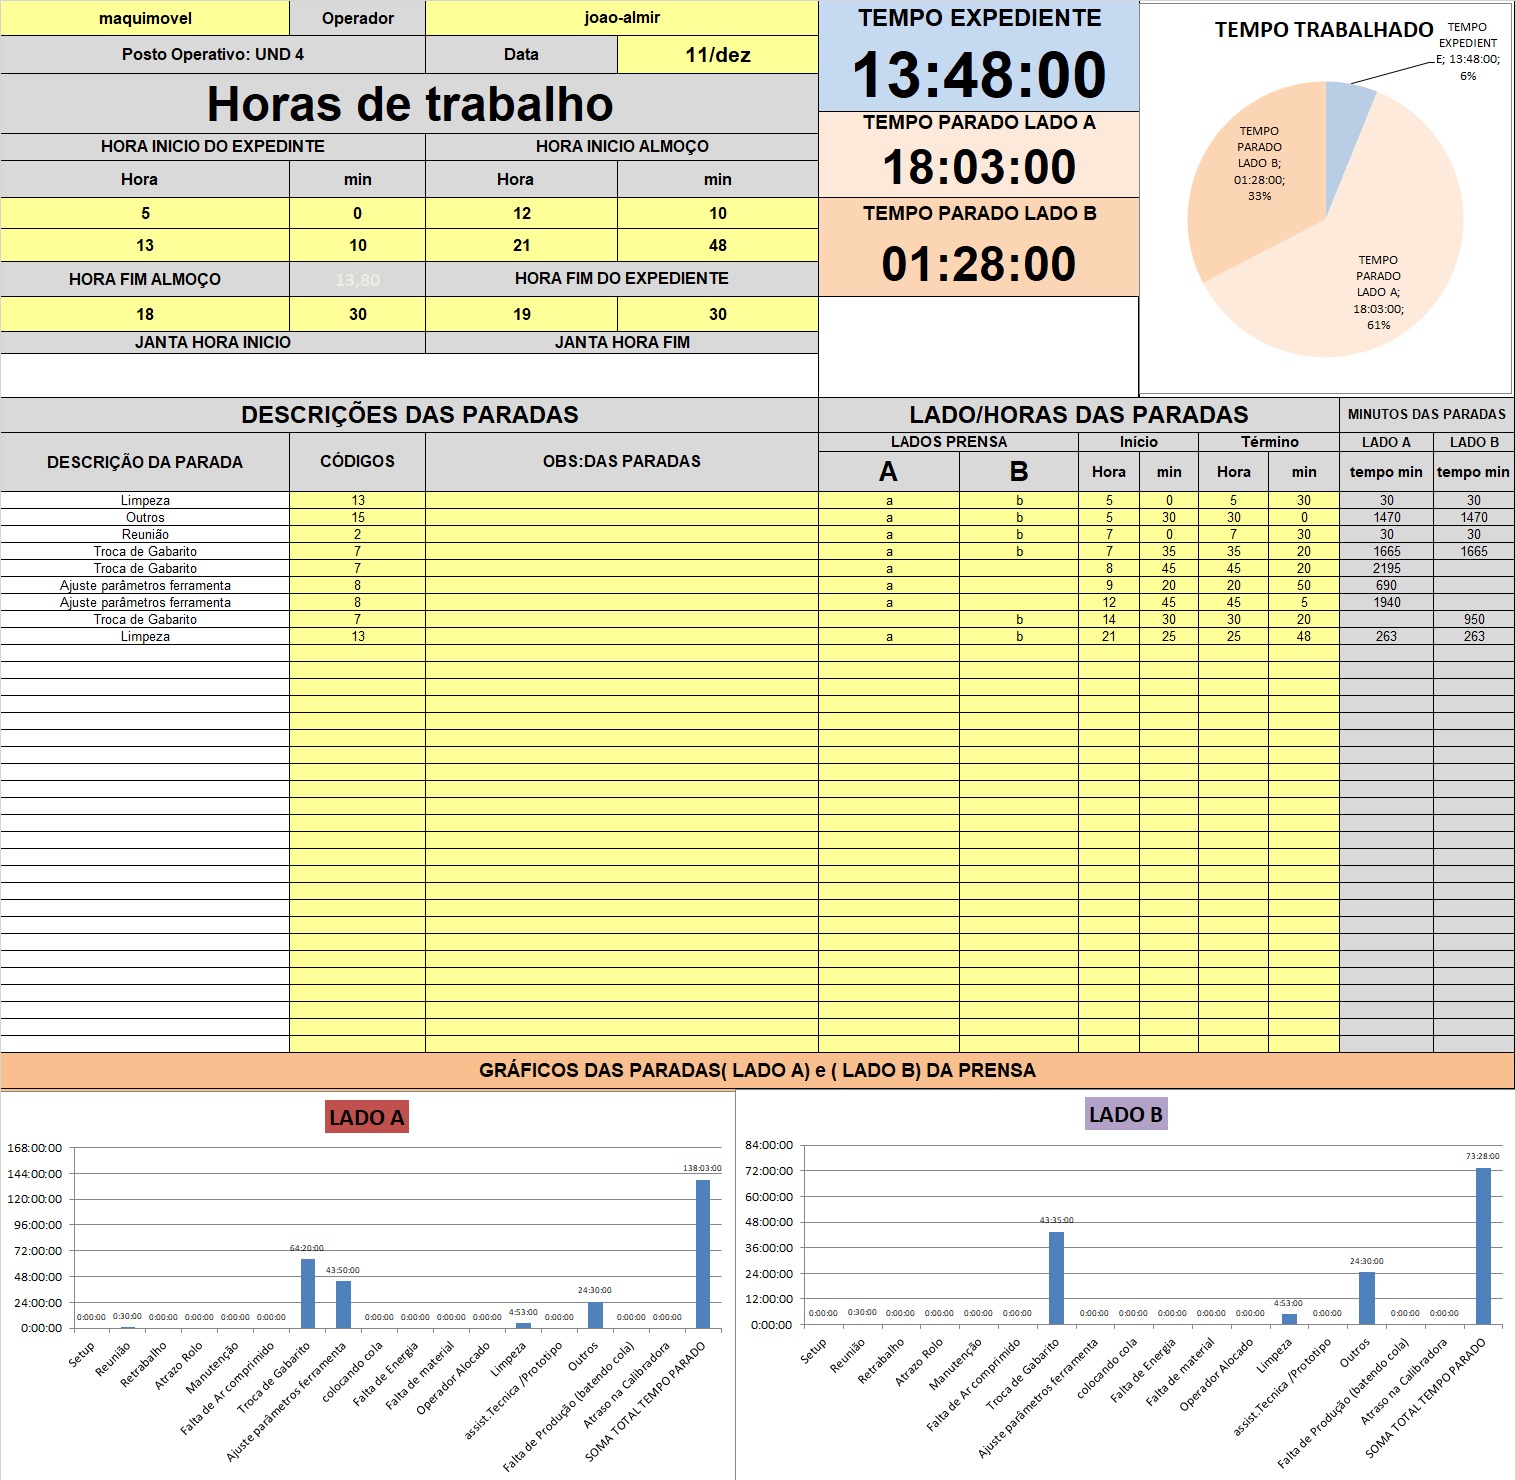 maquimovel Operador joao-almir
Posto Operativo: UND 4 Data 11/dez
Horas de trabalho
HORA INICIO DO EXPEDINTE HORA INICIO ALMOÇO
Hora min Hora min
5 0 12 10
13 10 21 48
HORA FIM ALMOÇO 13,80 HORA FIM DO EXPEDIENTE
18 30 19 30
JANTA HORA INICIO JANTA HORA FIM
TEMPO EXPEDIENTE
13:48:00
TEMPO PARADO LADO A
18:03:00
TEMPO PARADO LADO B
01:28:00
TEMPO TRABALHADO
TEMPO
EXPEDIENT
E; 13:48:00;
6%
TEMPO
PARADO
LADO B;
01:28:00;
33%
TEMPO
PARADO
LADO A;
18:03:00;
61%
DESCRIÇÕES DAS PARADAS LADO/HORAS DAS PARADAS MINUTOS DAS PARADAS
DESCRIÇÃO DA PARADA CÓDIGOS OBS:DAS PARADAS LADOS PRENSA Início Término LADO A LADO B
A B Hora min Hora min tempo min tempo min
Limpeza 13 a b 5 0 5 30 30 30
Outros 15 a b 5 30 30 0 1470 1470
Reunião 2 a b 7 0 7 30 30 30
Troca de Gabarito 7 a b 7 35 35 20 1665 1665
Troca de Gabarito 7 a 8 45 45 20 2195
Ajuste parâmetros ferramenta 8 a 9 20 20 50 690
Ajuste parâmetros ferramenta 8 a 12 45 45 5 1940
Troca de Gabarito 7 b 14 30 30 20 950
Limpeza 13 a b 21 25 25 48 263 263
GRÁFICOS DAS PARADAS( LADO A) e ( LADO B) DA PRENSA
LADO A
168:00:00
144:00:00
120:00:00
96:00:00
72:00:00
48:00:00
24:00:00
0:00:00
0:00:00 0:30:00 0:00:00 0:00:00 0:00:00 0:00:00 64:20:00 43:50:00 0:00:00 0:00:00 0:00:00 0:00:00 4:53:00 0:00:00 24:30:00 0:00:00 0:00:00 138:03:00
Setup
Reunião
Retrabalho
Atrazo Rolo
Manutenção
Falta de Ar comprimido
Troca de Gabarito
Ajuste parâmetros ferramenta
colocando cola
Falta de Energia
Falta de material
Operador Alocado
Limpeza
assist.Tecnica /Prototipo
Outros
Falta de Produção (batendo cola)
Atraso na Calibradora
SOMA TOTAL TEMPO PARADO
LADO B
84:00:00
72:00:00
60:00:00
48:00:00
36:00:00
24:00:00
12:00:00
0:00:00
0:00:00 0:30:00 0:00:00 0:00:00 0:00:00 0:00:00 43:35:00 0:00:00 0:00:00 0:00:00 0:00:00 0:00:00 4:53:00 0:00:00 24:30:00 0:00:00 0:00:00 73:28:00
Setup
Reunião
Retrabalho
Atrazo Rolo
Manutenção
Falta de Ar comprimido
Troca de Gabarito
Ajuste parâmetros ferramenta
colocando cola
Falta de Energia
Falta de material
Operador Alocado
Limpeza
assist.Tecnica /Prototipo
Outros
Falta de Produção (batendo cola)
Atraso na Calibradora
SOMA TOTAL TEMPO PARADO